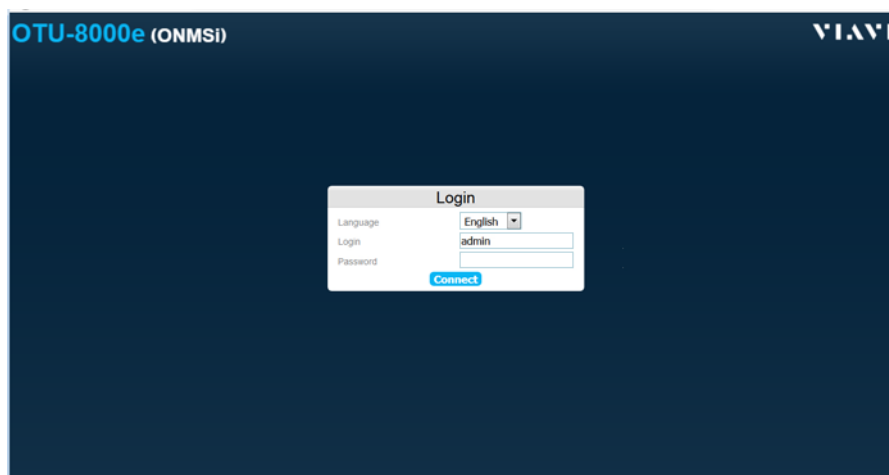 OTU-8000e (ONMSi)
VIAVI
Login
Language English
Login admin
Password
Connect